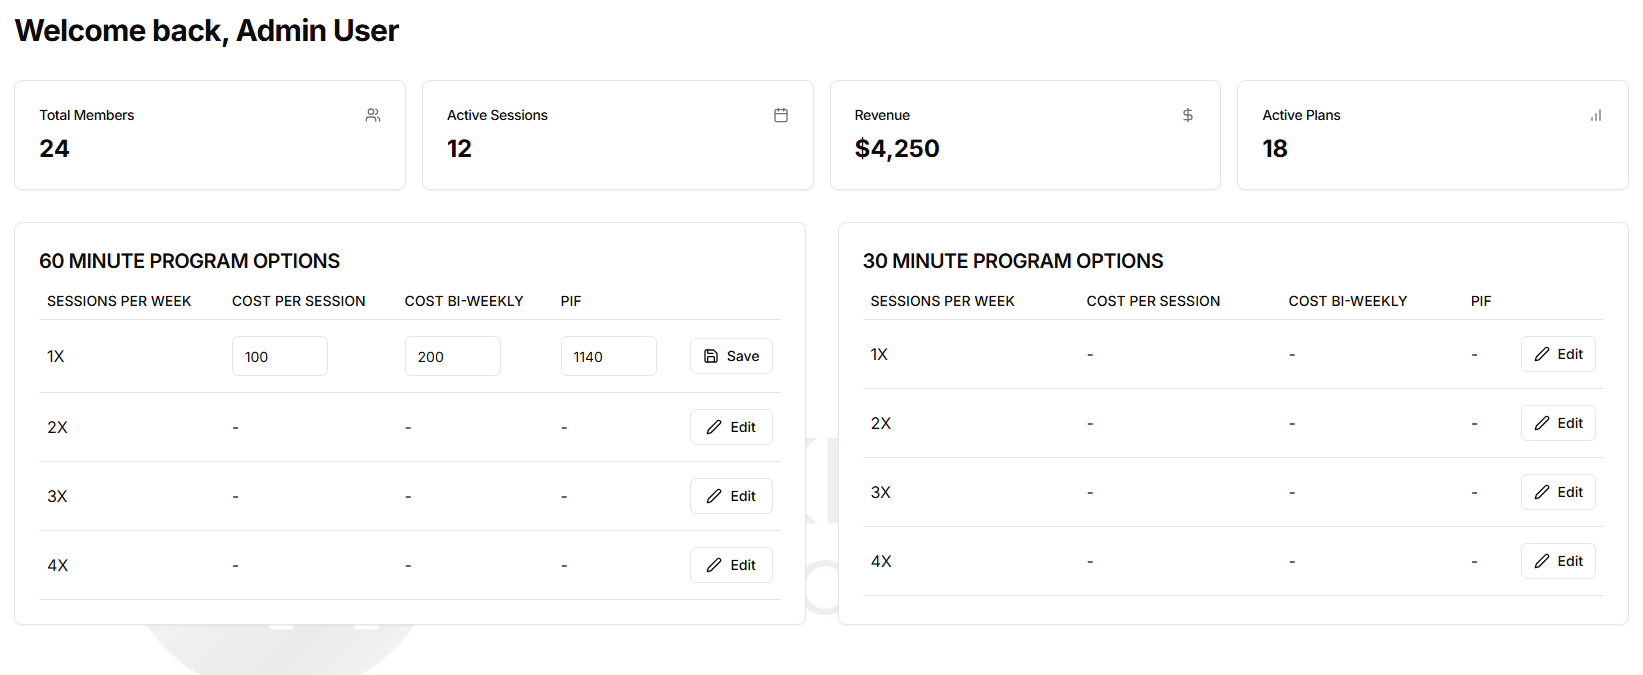 Welcome back, Admin User
Total Members
24
Active Sessions
12
Revenue
$
$4,250
Active Plans
18
60 MINUTE PROGRAM OPTIONS
SESSIONS PER WEEK COST PER SESSION COST BI-WEEKLY PIF
1X 100 200 1140 Save
2X - - - Edit
3X - - - Edit
4X - - - Edit
30 MINUTE PROGRAM OPTIONS
SESSIONS PER WEEK COST PER SESSION COST BI-WEEKLY PIF
1X - - - Edit
2X - - - Edit
3X - - - Edit
4X - - - Edit